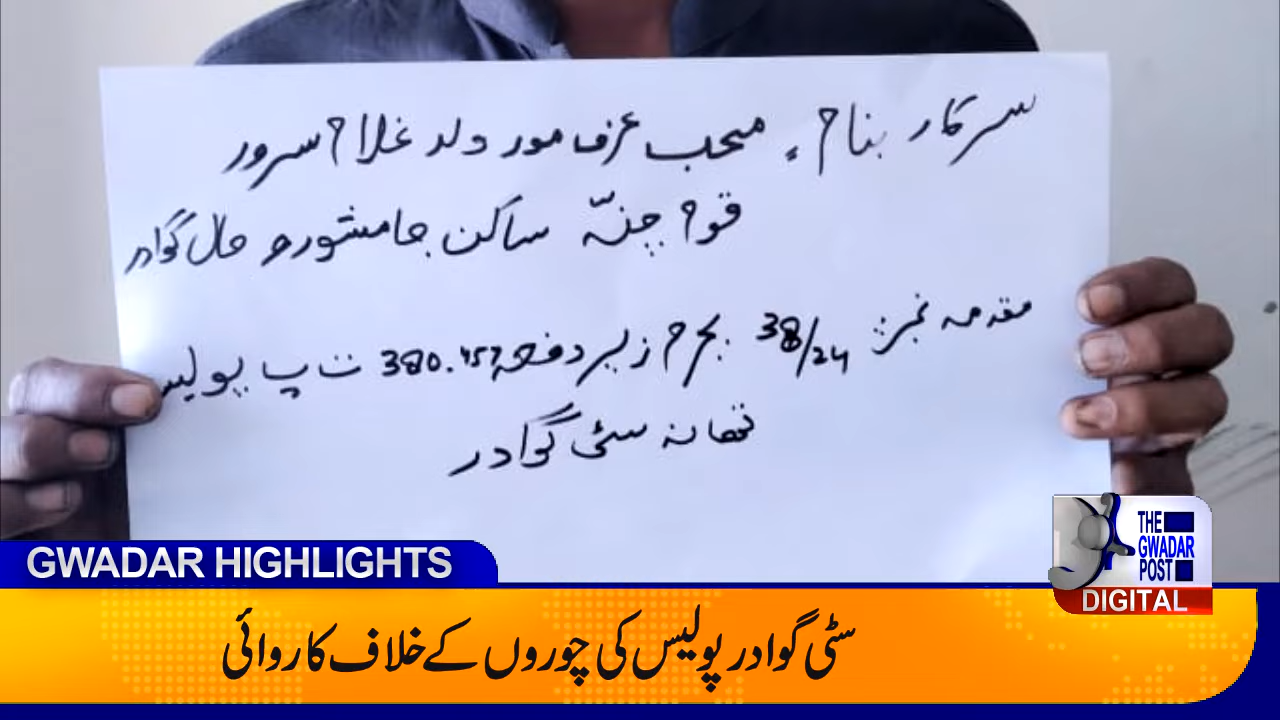 سرکار بنام، محب عرف مور ولد غلام سرور
قوم چنہ ساکن جامشورو حال گوادر
مقدمہ نمبر: 38/24 بجرم زیر دفعہ 380.457 ت پ پولیس
تھانہ سٹی گوادر
GWADAR HIGHLIGHTS
THE
GWADAR
POST
DIGITAL
سٹی گوادر پولیس کی چوروں کے خلاف کاروائی